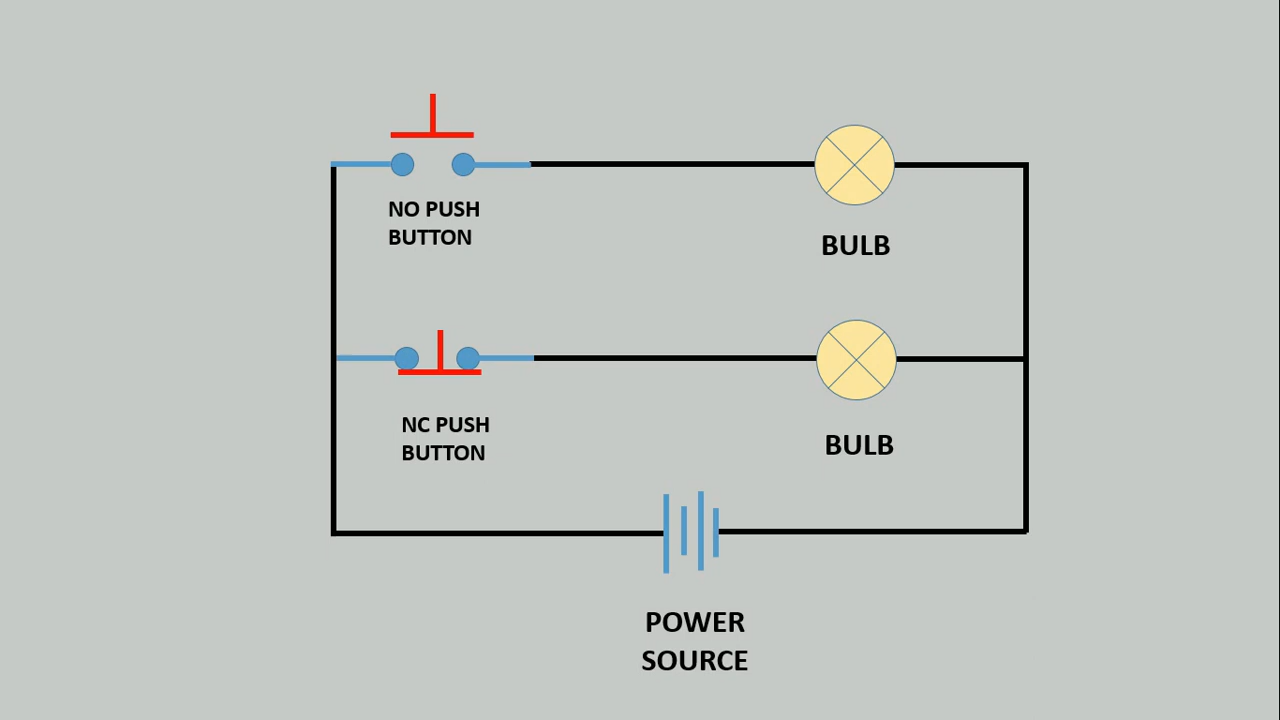 NO PUSH
BUTTON
BULB
NC PUSH
BUTTON
BULB
POWER
SOURCE